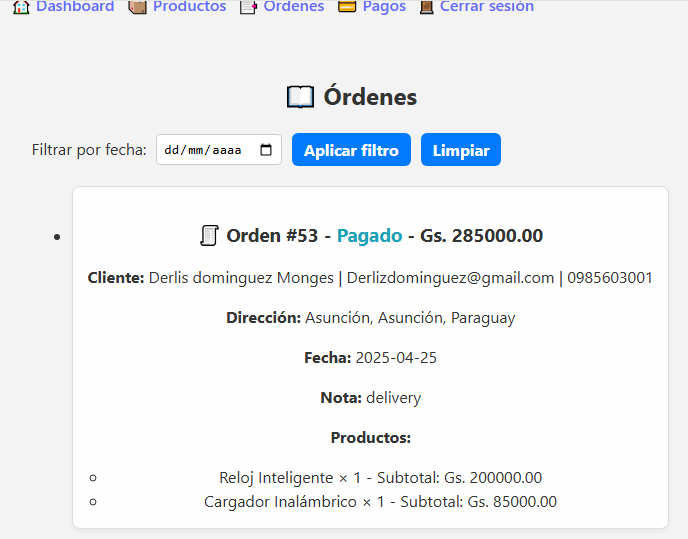 Dashboard Productos Órdenes Pagos Cerrar sesión
Órdenes
Filtrar por fecha: dd/mm/aaaa Aplicar filtro Limpiar
Orden #53 - Pagado - Gs. 285000.00
Cliente: Derlis dominguez Monges | Derlizdominguez@gmail.com | 0985603001
Dirección: Asunción, Asunción, Paraguay
Fecha: 2025-04-25
Nota: delivery
Productos:
Reloj Inteligente × 1 - Subtotal: Gs. 200000.00
Cargador Inalámbrico × 1 - Subtotal: Gs. 85000.00